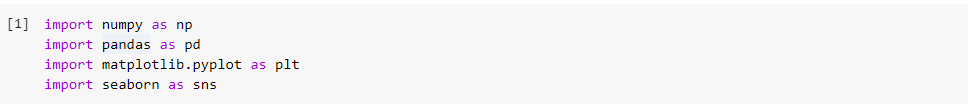 [1] import numpy as np
import pandas as pd
import matplotlib.pyplot as plt
import seaborn as sns